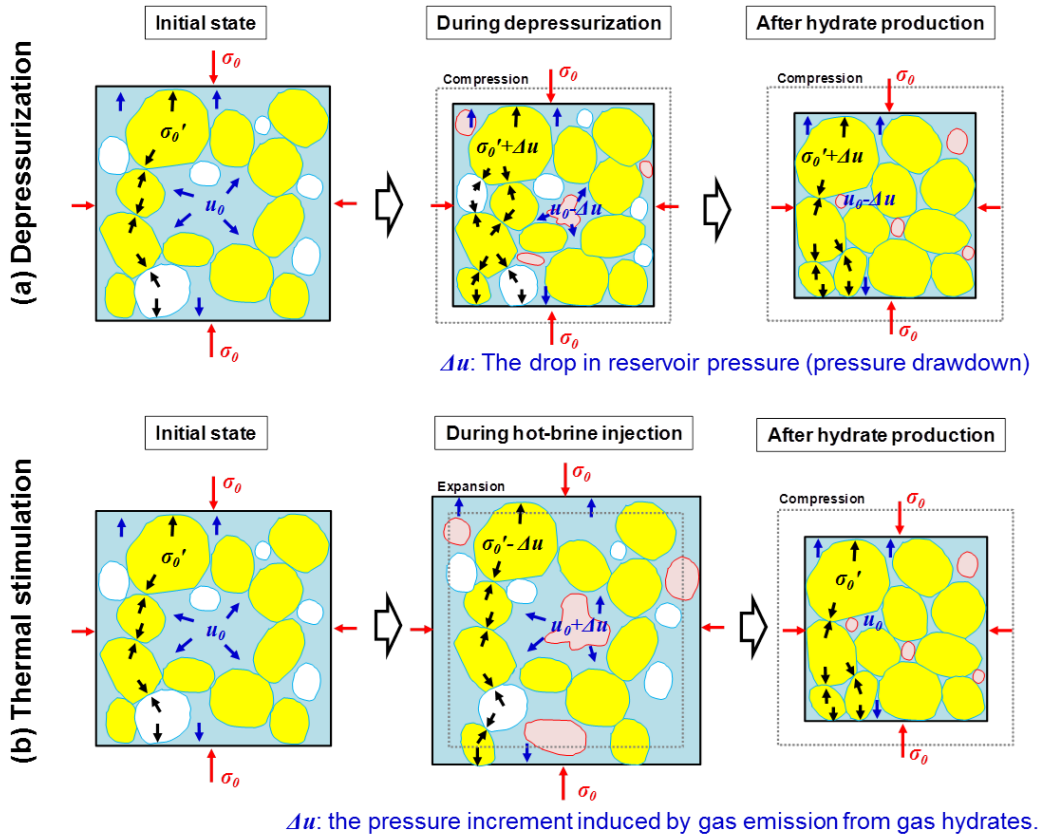 (a) Depressurization
Initial state
During depressurization
After hydrate production
σ₀
σ₀'
u₀
σ₀
Compression
σ₀
σ₀'+Δu
u₀-Δu
σ₀
Compression
σ₀
σ₀'+Δu
u₀-Δu
σ₀
Δu: The drop in reservoir pressure (pressure drawdown)
(b) Thermal stimulation
Initial state
During hot-brine injection
After hydrate production
σ₀
σ₀'
u₀
σ₀
Expansion
σ₀
σ₀'-Δu
u₀+Δu
σ₀
Compression
σ₀
σ₀'
u₀
σ₀
Δu: the pressure increment induced by gas emission from gas hydrates.